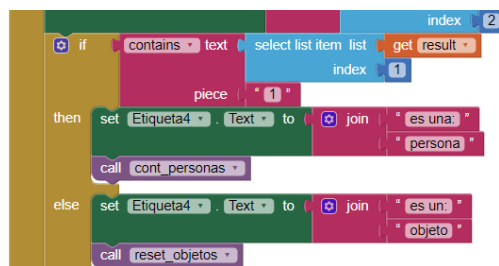 index 2
if contains text select list item list get result
index 1
piece " 1 "
then set Etiqueta4 . Text to join " es una: "
" persona "
call cont_personas
else set Etiqueta4 . Text to join " es un: "
" objeto "
call reset_objetos